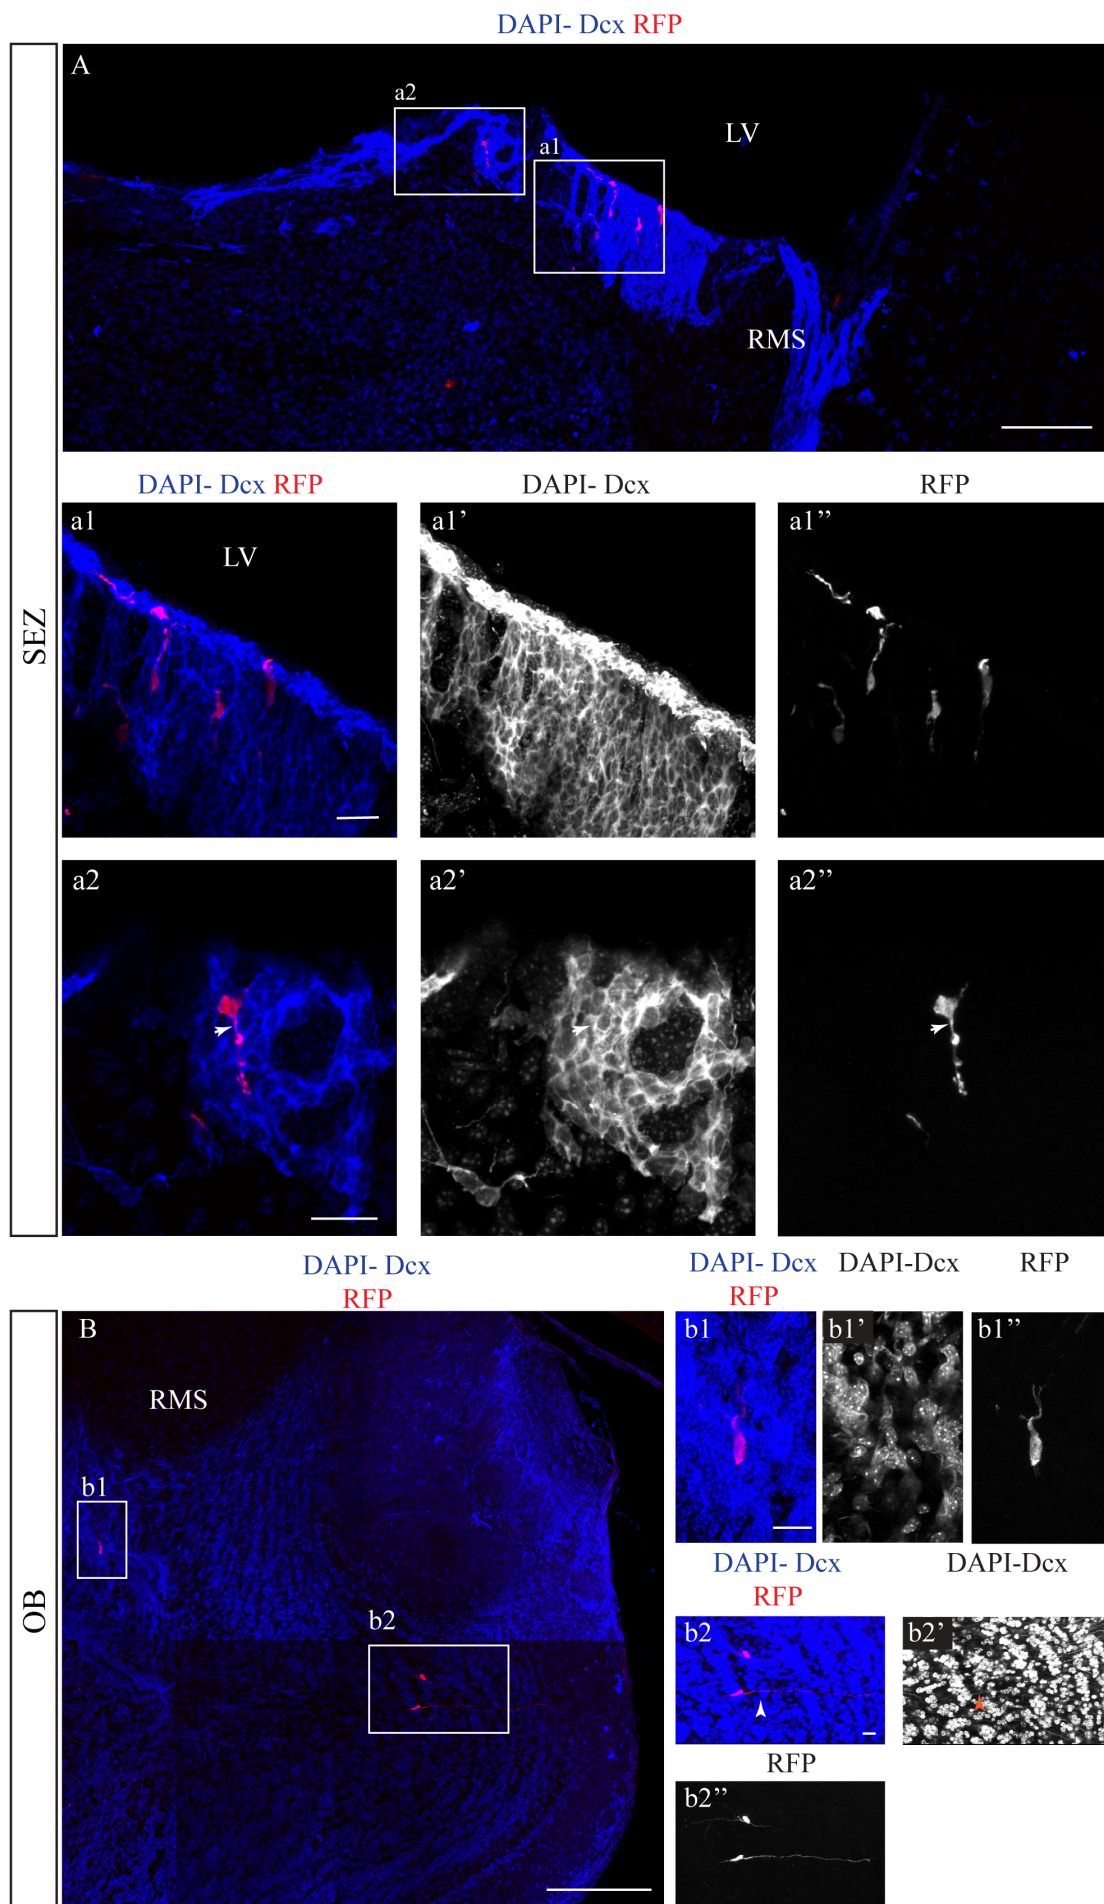 DAPI- Dcx RFP
A
a2
a1
LV
RMS
SEZ
DAPI- Dcx RFP
DAPI- Dcx
RFP
a1
LV
a1’
a1’’
a2
a2’
a2’’
DAPI- Dcx
RFP
DAPI- Dcx
RFP
DAPI-Dcx
RFP
OB
B
RMS
b1
b2
b1
b1’
b1’’
DAPI- Dcx
RFP
DAPI-Dcx
b2
b2’
RFP
b2’’